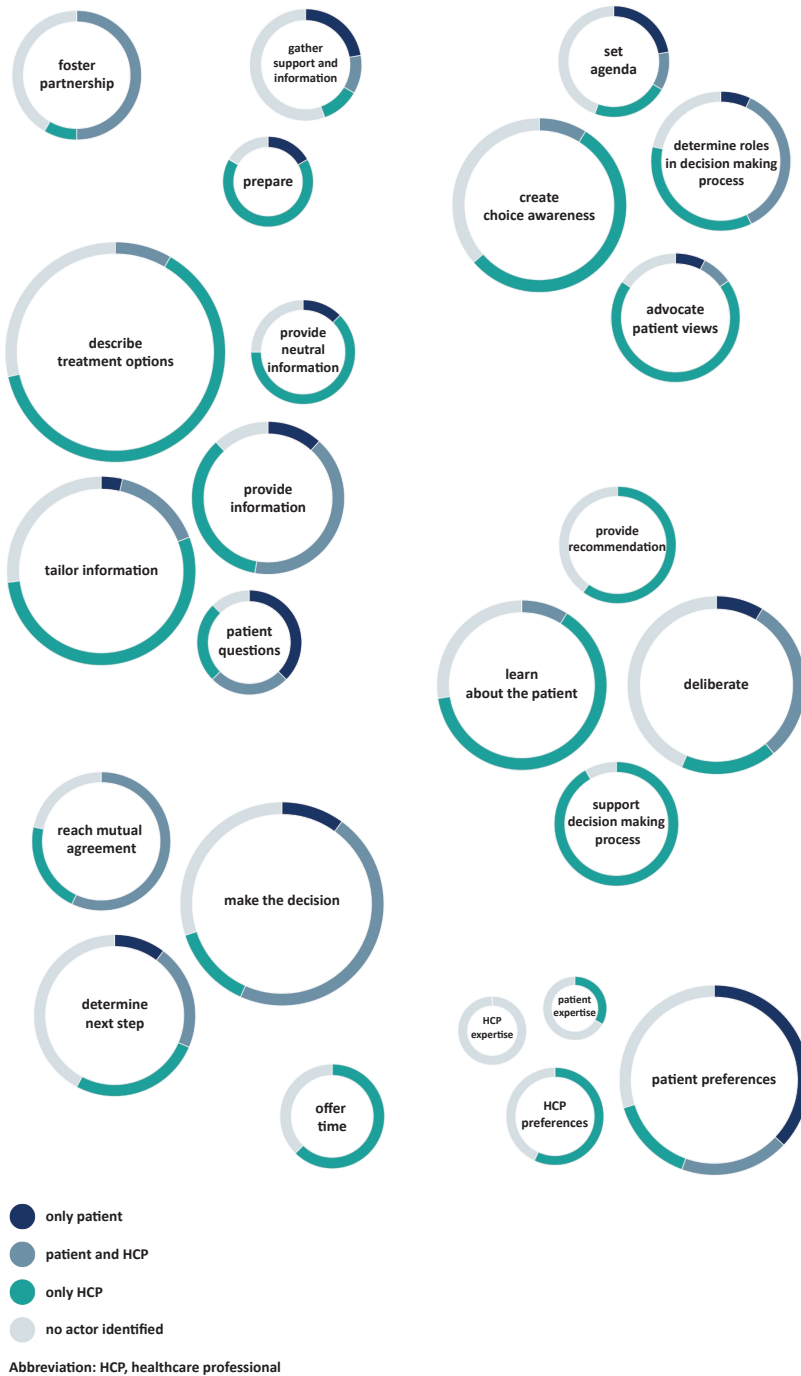 foster
partnership
gather
support and
information
prepare
set
agenda
determine roles
in decision making
process
create
choice awareness
advocate
patient views
describe
treatment options
provide
neutral
information
provide
information
tailor information
patient
questions
provide
recommendation
learn
about the patient
deliberate
support
decision making
process
reach mutual
agreement
make the decision
determine
next step
offer
time
HCP
expertise
patient
expertise
HCP
preferences
patient preferences
only patient
patient and HCP
only HCP
no actor identified
Abbreviation: HCP, healthcare professional